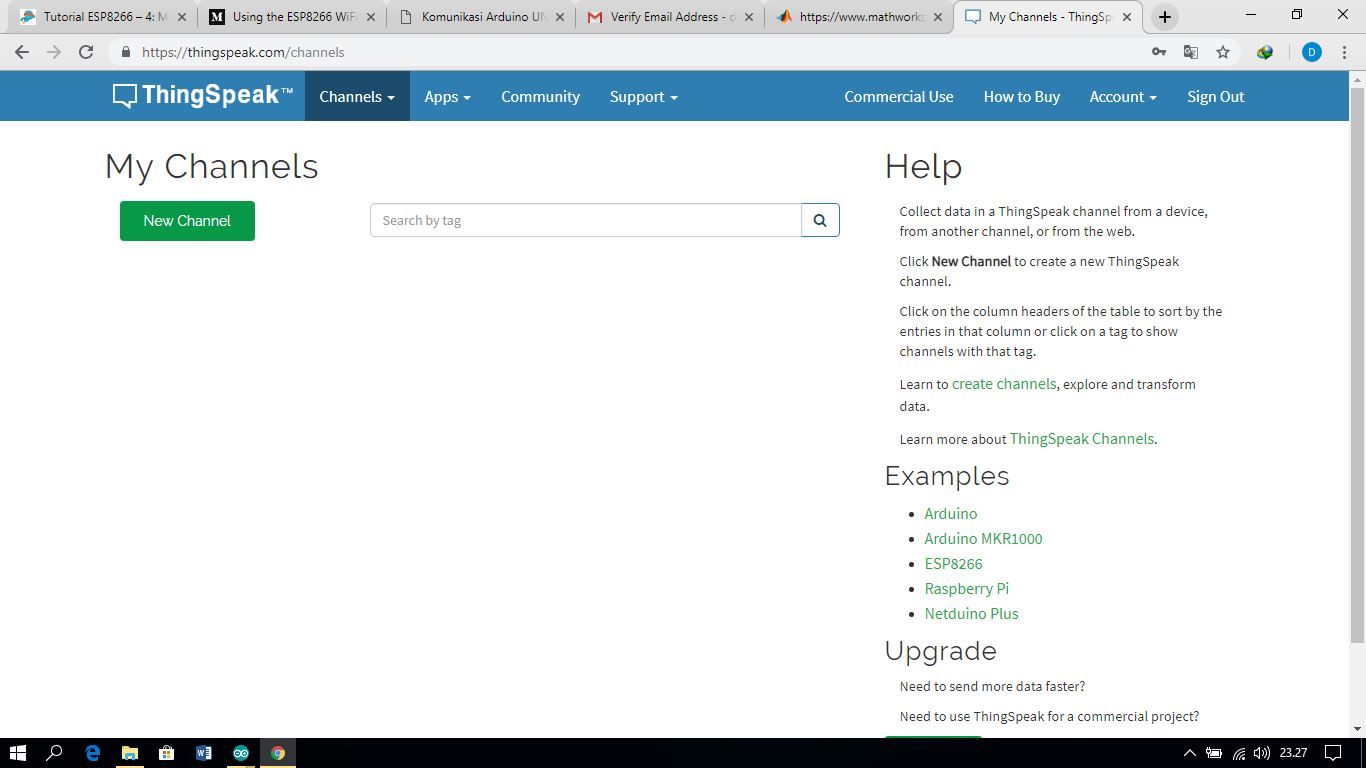 Tutorial ESP8266 – 4: M
Using the ESP8266 WiFi
Komunikasi Arduino UN
Verify Email Address -
https://www.mathworks
My Channels - ThingSp
https://thingspeak.com/channels
D
ThingSpeak™
Channels
Apps
Community
Support
Commercial Use
How to Buy
Account
Sign Out
My Channels
New Channel
Search by tag
Help
Collect data in a ThingSpeak channel from a device,
from another channel, or from the web.
Click New Channel to create a new ThingSpeak
channel.
Click on the column headers of the table to sort by the
entries in that column or click on a tag to show
channels with that tag.
Learn to create channels, explore and transform
data.
Learn more about ThingSpeak Channels.
Examples
Arduino
Arduino MKR1000
ESP8266
Raspberry Pi
Netduino Plus
Upgrade
Need to send more data faster?
Need to use ThingSpeak for a commercial project?
23.27